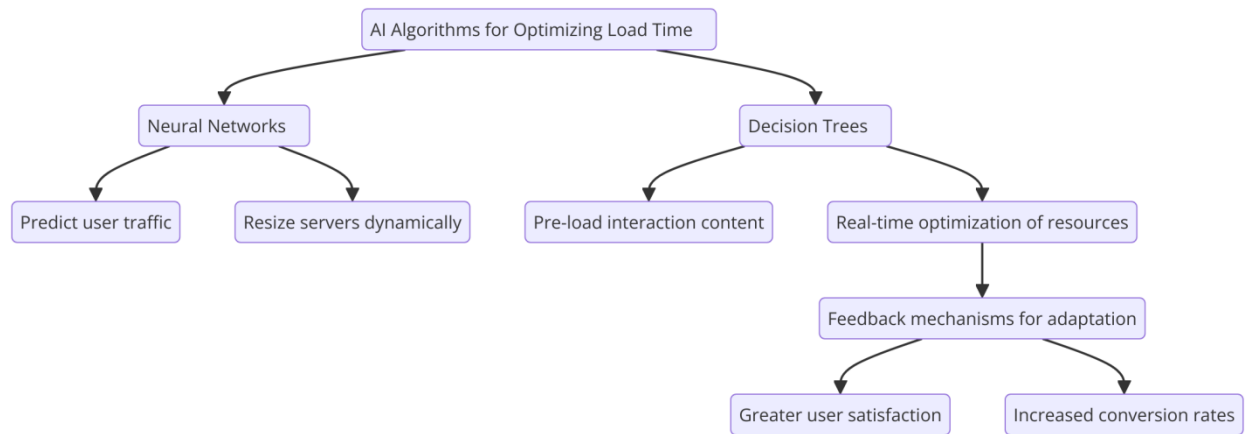 AI Algorithms for Optimizing Load Time
Neural Networks
Decision Trees
Predict user traffic
Resize servers dynamically
Pre-load interaction content
Real-time optimization of resources
Feedback mechanisms for adaptation
Greater user satisfaction
Increased conversion rates